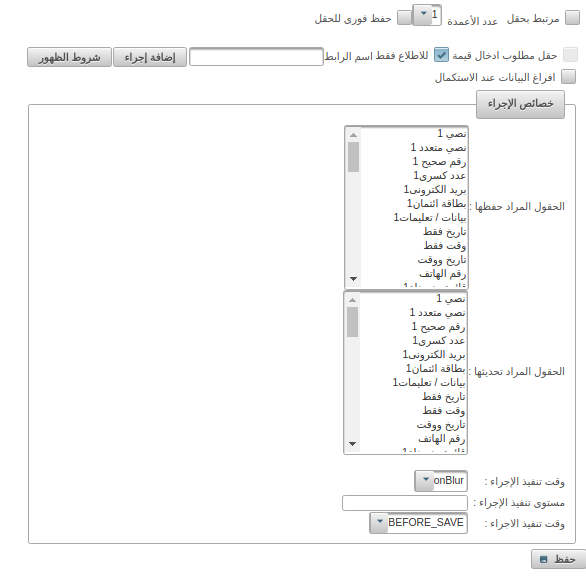 مرتبط بحقل عدد الأعمدة 1 حفظ فورى للحقل
حقل مطلوب ادخال قيمة للاطلاع فقط اسم الرابط إضافة إجراء شروط الظهور
افراغ البيانات عند الاستكمال
خصائص الإجراء
الحقول المراد حفظها :
نصي 1
نصي متعدد 1
رقم صحيح 1
عدد كسرى1
بريد الكترونى1
بطاقة ائتمان1
بيانات / تعليمات1
تاريخ فقط
وقت فقط
تاريخ ووقت
رقم الهاتف
الحقول المراد تحديثها :
نصي 1
نصي متعدد 1
رقم صحيح 1
عدد كسرى1
بريد الكترونى1
بطاقة ائتمان1
بيانات / تعليمات1
تاريخ فقط
وقت فقط
تاريخ ووقت
رقم الهاتف
وقت تنفيذ الإجراء : onBlur
مستوى تنفيذ الإجراء :
وقت تنفيذ الاجراء : BEFORE_SAVE
حفظ